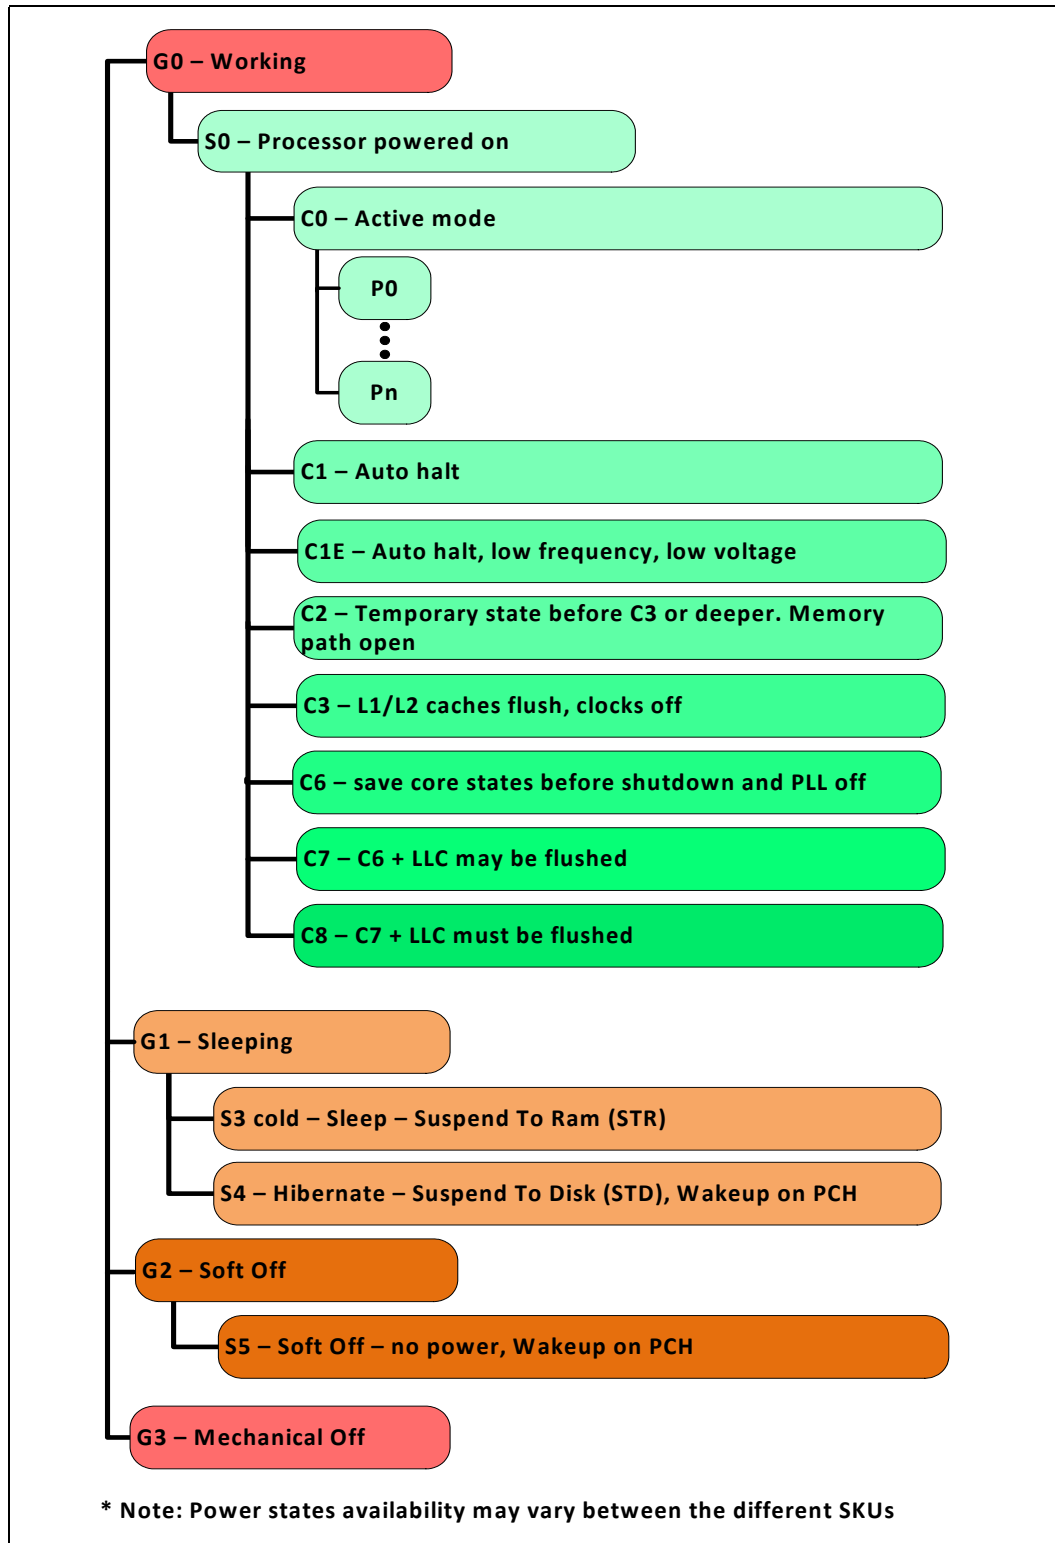 G0 – Working
S0 – Processor powered on
C0 – Active mode
P0
Pn
C1 – Auto halt
C1E – Auto halt, low frequency, low voltage
C2 – Temporary state before C3 or deeper. Memory
path open
C3 – L1/L2 caches flush, clocks off
C6 – save core states before shutdown and PLL off
C7 – C6 + LLC may be flushed
C8 – C7 + LLC must be flushed
G1 – Sleeping
S3 cold – Sleep – Suspend To Ram (STR)
S4 – Hibernate – Suspend To Disk (STD), Wakeup on PCH
G2 – Soft Off
S5 – Soft Off – no power, Wakeup on PCH
G3 – Mechanical Off
* Note: Power states availability may vary between the different SKUs